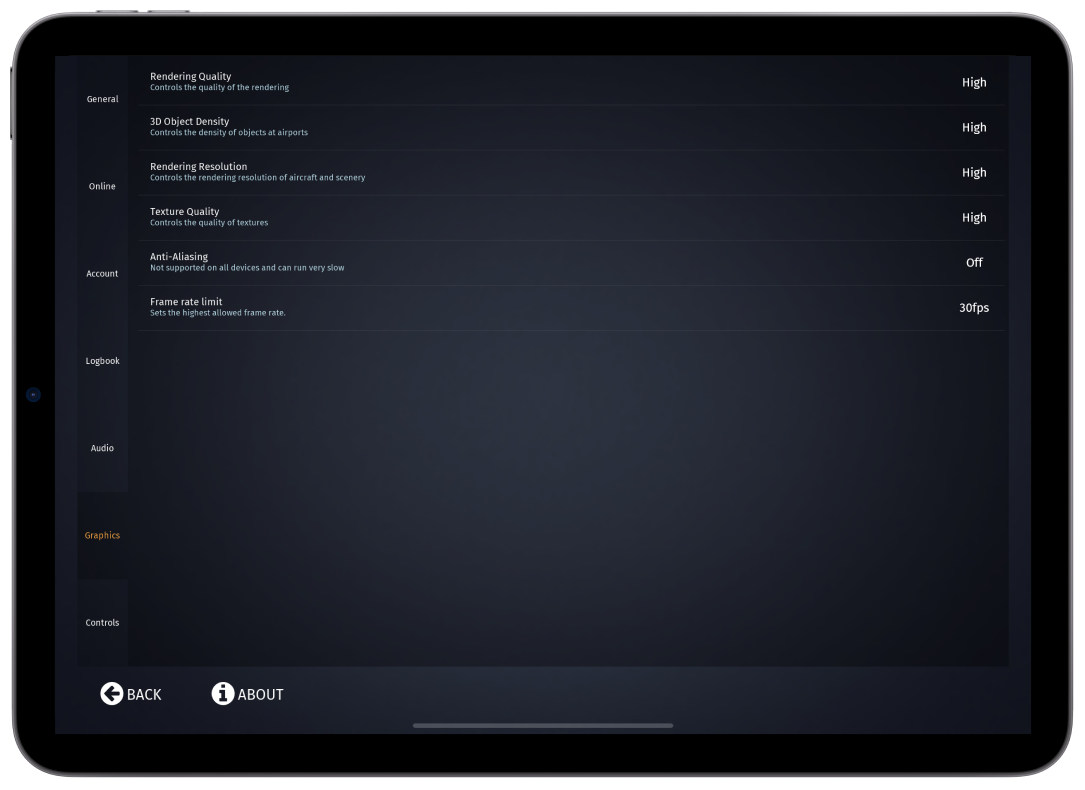 General
Online
Account
Logbook
Audio
Graphics
Controls
Rendering Quality
Controls the quality of the rendering
High
3D Object Density
Controls the density of objects at airports
High
Rendering Resolution
Controls the rendering resolution of aircraft and scenery
High
Texture Quality
Controls the quality of textures
High
Anti-Aliasing
Not supported on all devices and can run very slow
Off
Frame rate limit
Sets the highest allowed frame rate.
30fps
BACK
ABOUT